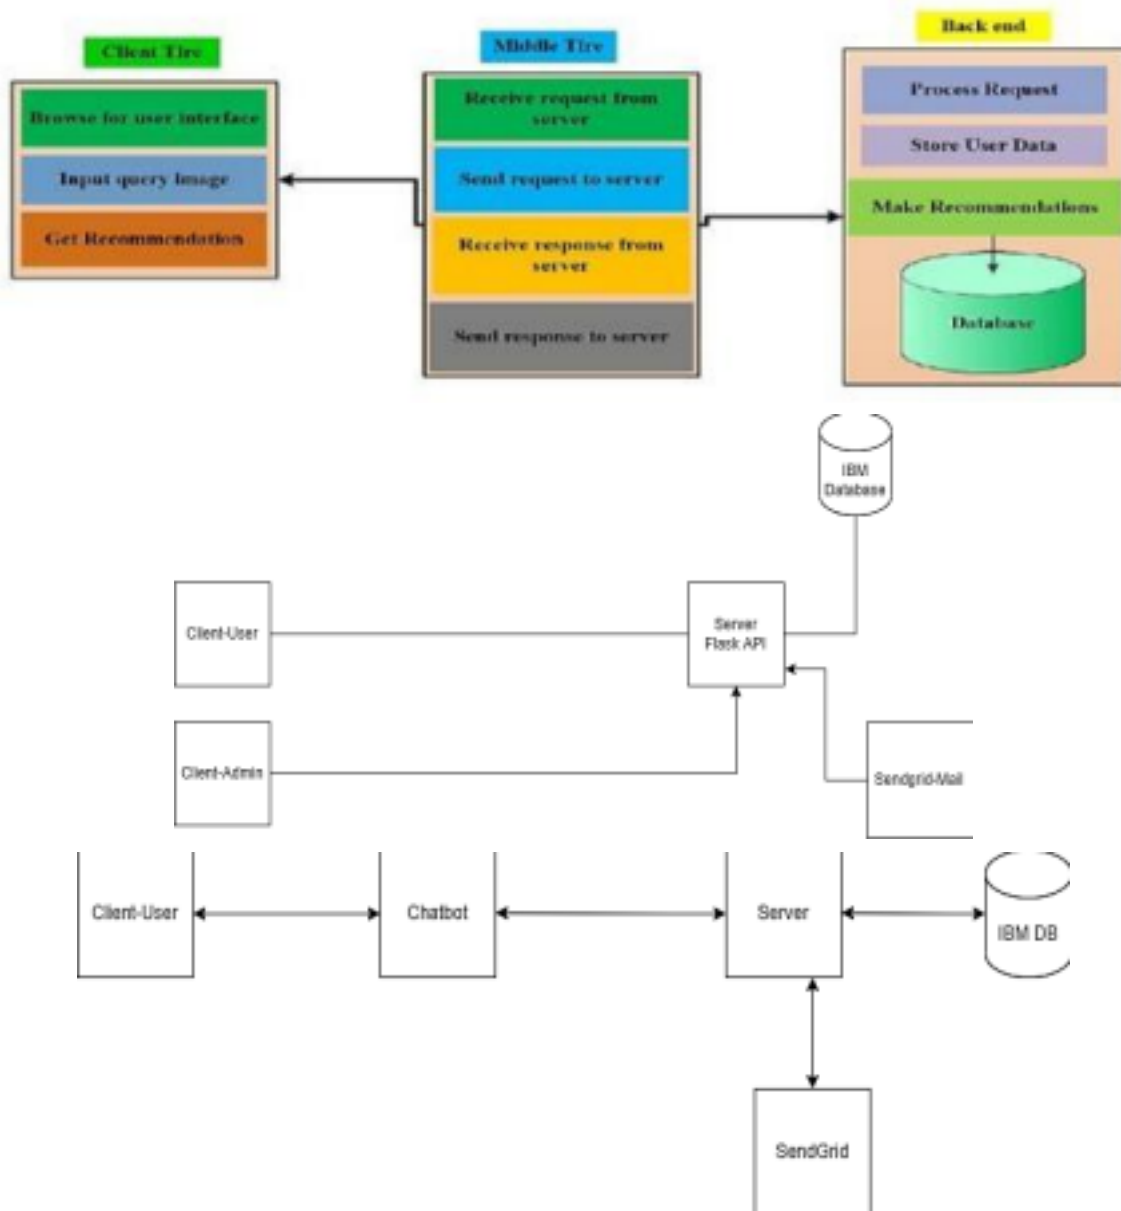 Client Tire
Middle Tire
Back end
Browse for user interface
Input query image
Get Recommendation
Receive request from
server
Send request to server
Receive response from
server
Send response to server
Process Request
Store User Data
Make Recommendations
Database
IBM
Database
Client-User
Server
Flask API
Client-Admin
Sendgrid-Mail
Client-User
Chatbot
Server
IBM DB
SendGrid